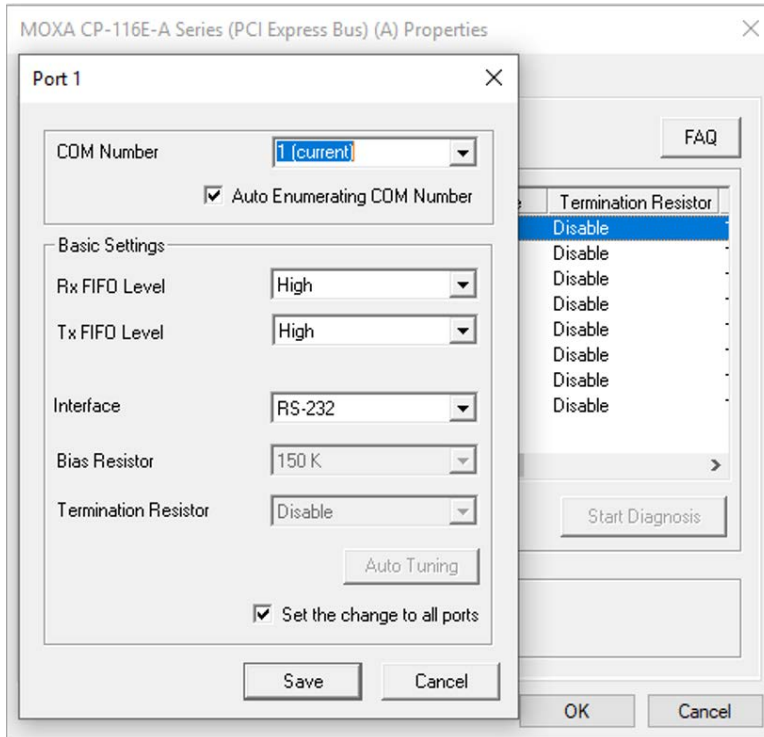 MOXA CP-116E-A Series (PCI Express Bus) (A) Properties
Port 1
COM Number
1 (current)
Auto Enumerating COM Number
Basic Settings
Rx FIFO Level
High
Tx FIFO Level
High
Interface
RS-232
Bias Resistor
150 K
Termination Resistor
Disable
Auto Tuning
Set the change to all ports
Save
Cancel
FAQ
Termination Resistor
Disable
Disable
Disable
Disable
Disable
Disable
Disable
Disable
Start Diagnosis
OK
Cancel